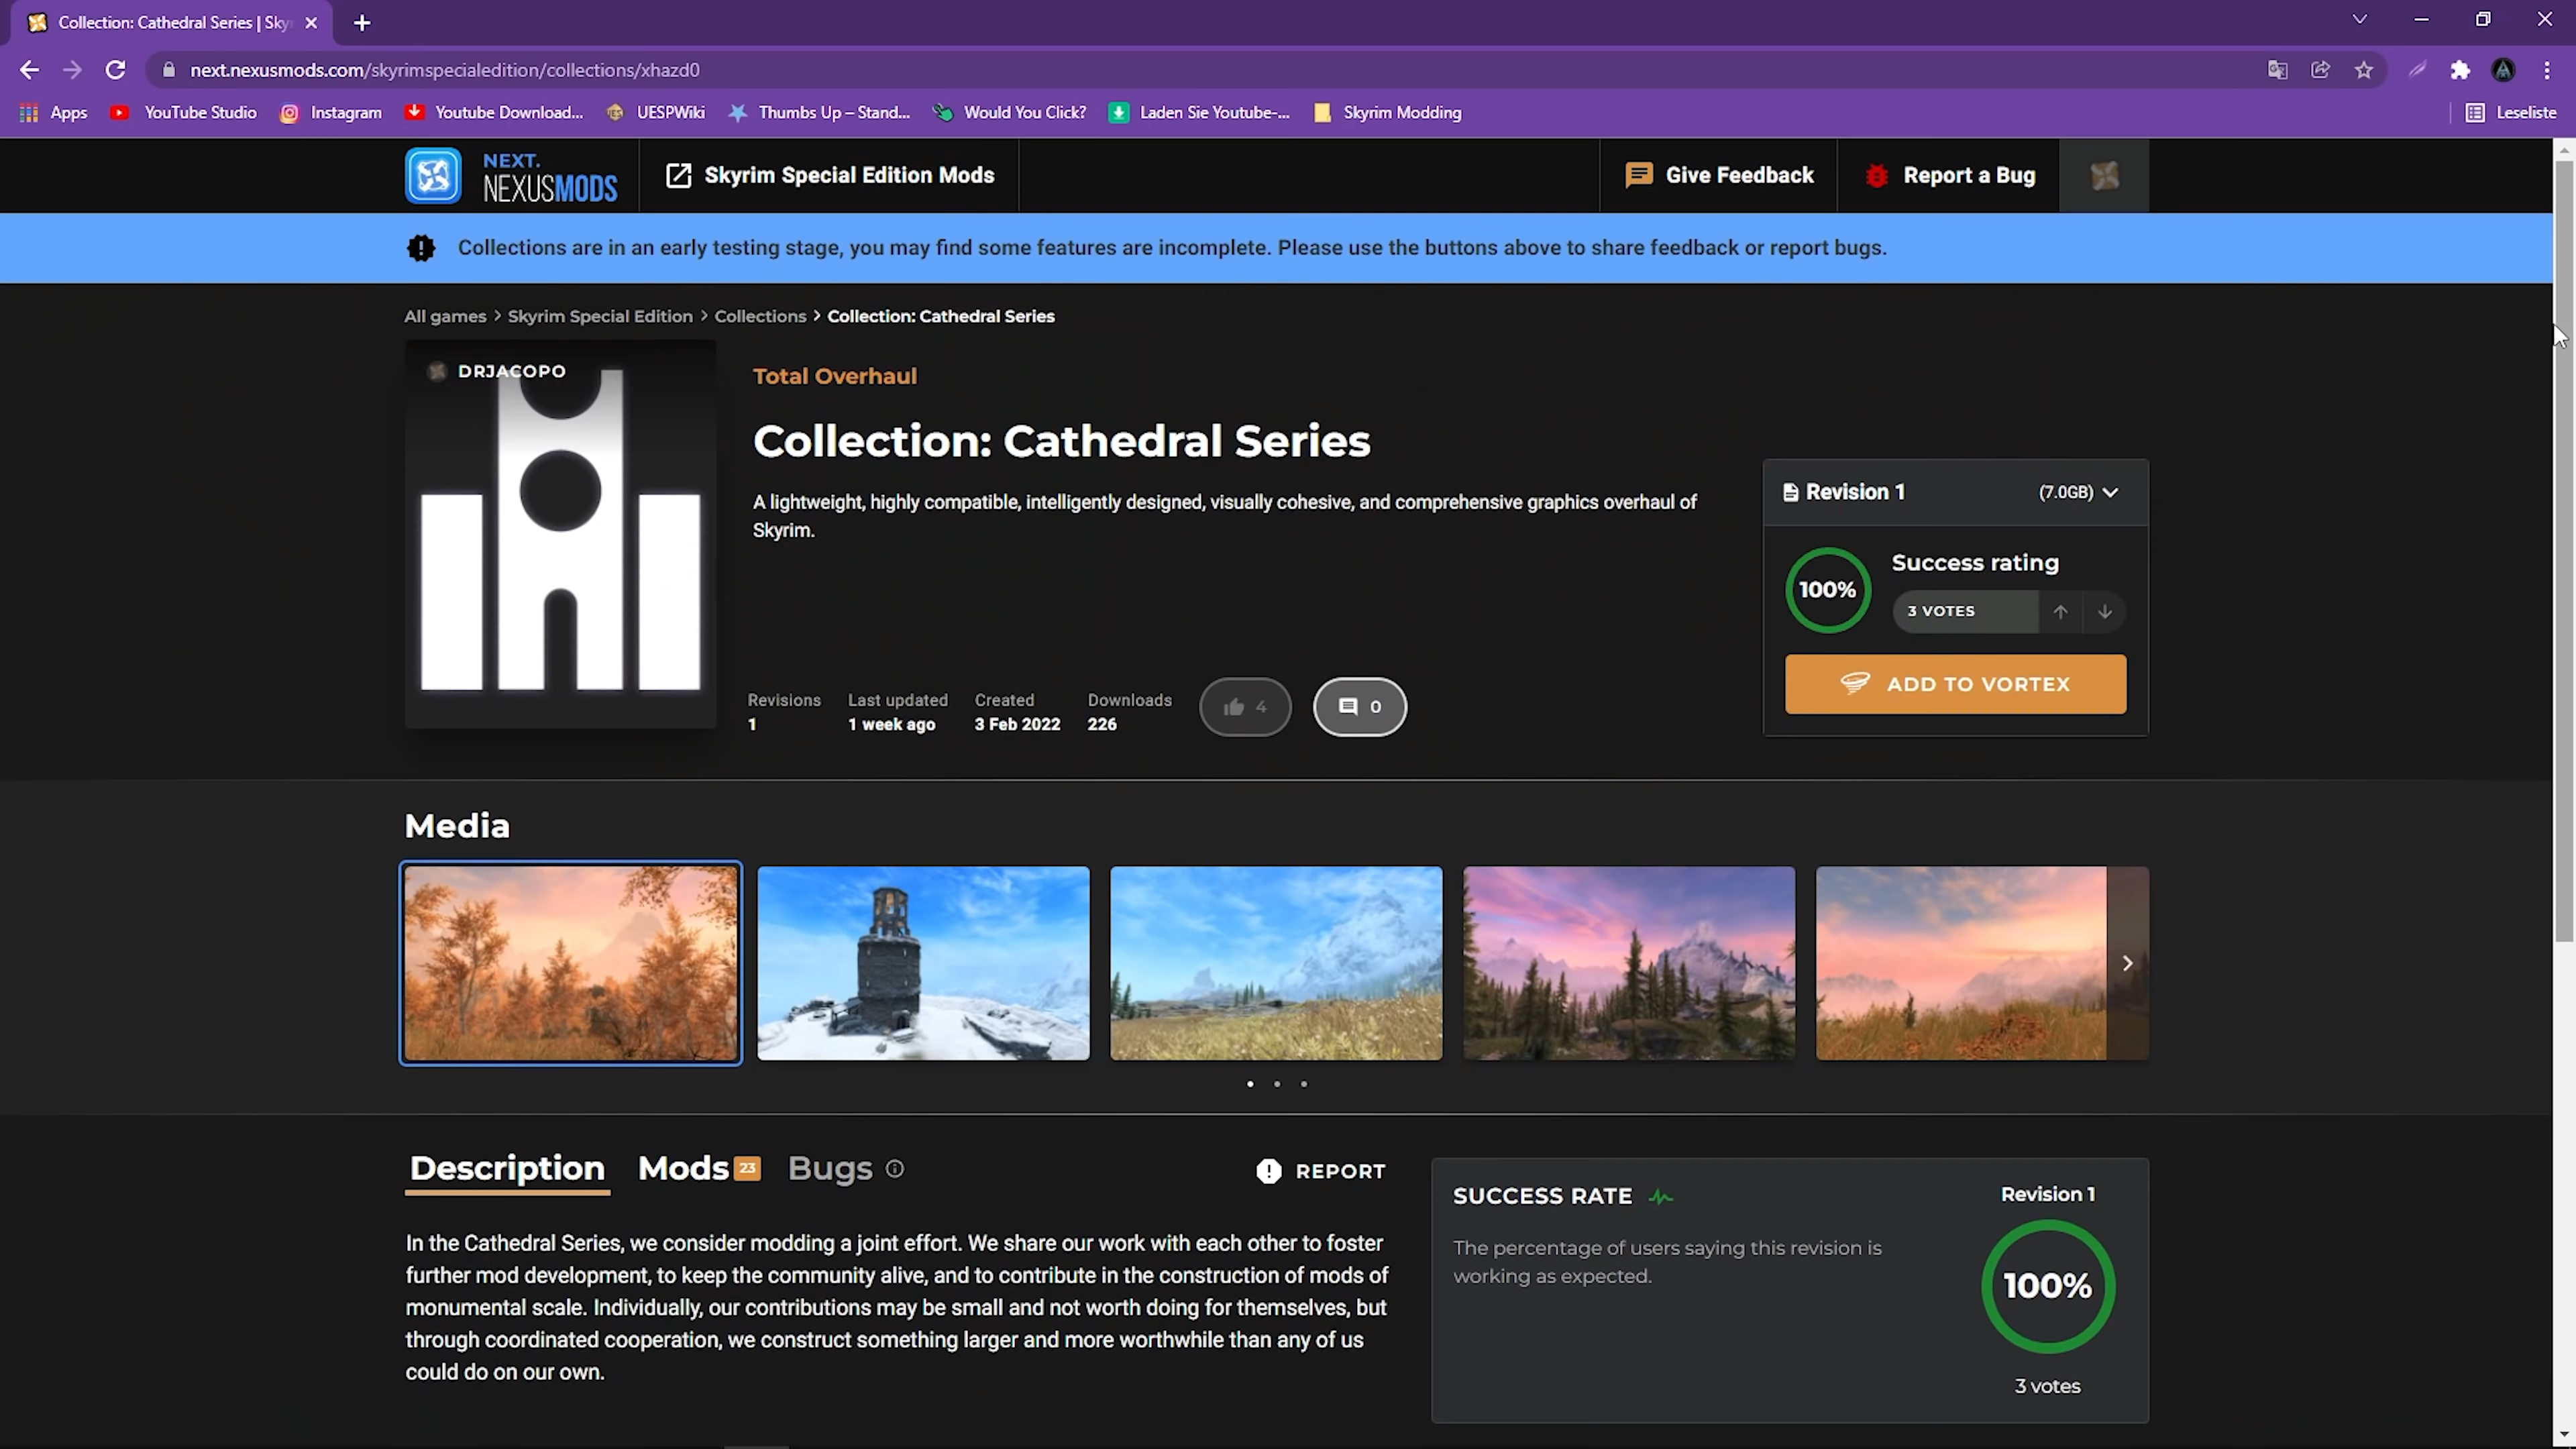 Collection: Cathedral Series | Sky
next.nexusmods.com/skyrimspecialedition/collections/xhazd0
Apps
YouTube Studio
Instagram
Youtube Download...
UESPWiki
Thumbs Up – Stand...
Would You Click?
Laden Sie Youtube-...
Skyrim Modding
Leseliste
NEXT.
NEXUSMODS
Skyrim Special Edition Mods
Give Feedback
Report a Bug
Collections are in an early testing stage, you may find some features are incomplete. Please use the buttons above to share feedback or report bugs.
All games > Skyrim Special Edition > Collections > Collection: Cathedral Series
DRJACOPO
Total Overhaul
Collection: Cathedral Series
A lightweight, highly compatible, intelligently designed, visually cohesive, and comprehensive graphics overhaul of
Skyrim.
Revisions
1
Last updated
1 week ago
Created
3 Feb 2022
Downloads
226
4
0
Revision 1
(7.0GB)
100%
Success rating
3 VOTES
ADD TO VORTEX
Media
Description
Mods 23
Bugs
REPORT
In the Cathedral Series, we consider modding a joint effort. We share our work with each other to foster
further mod development, to keep the community alive, and to contribute in the construction of mods of
monumental scale. Individually, our contributions may be small and not worth doing for themselves, but
through coordinated cooperation, we construct something larger and more worthwhile than any of us
could do on our own.
SUCCESS RATE
The percentage of users saying this revision is
working as expected.
Revision 1
100%
3 votes